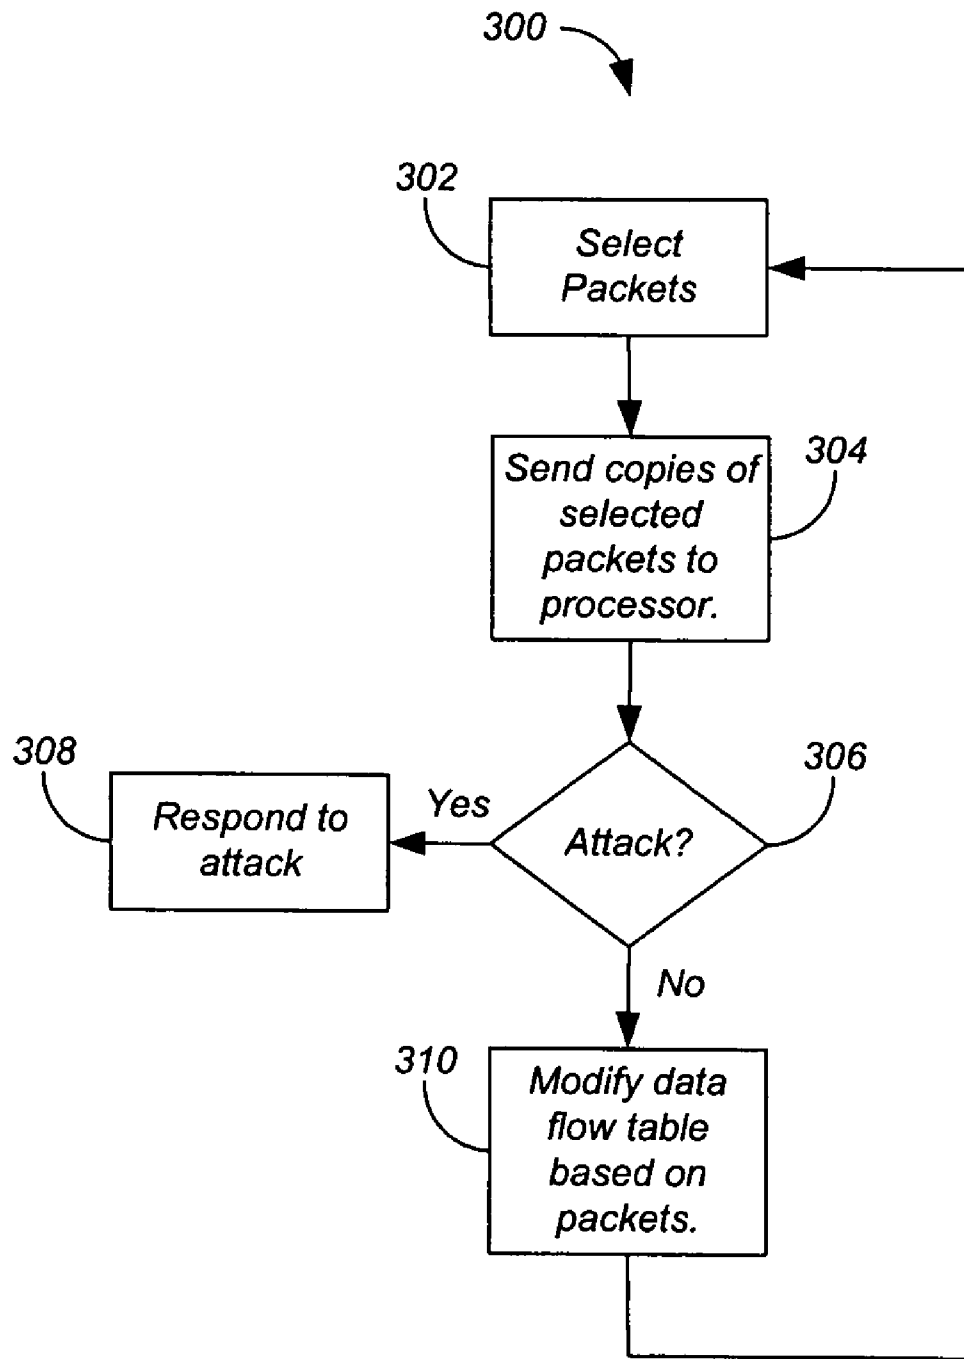 300
302
Select
Packets
304
Send copies of
selected
packets to
processor.
308
Respond to
attack
Yes
306
Attack?
No
310
Modify data
flow table
based on
packets.